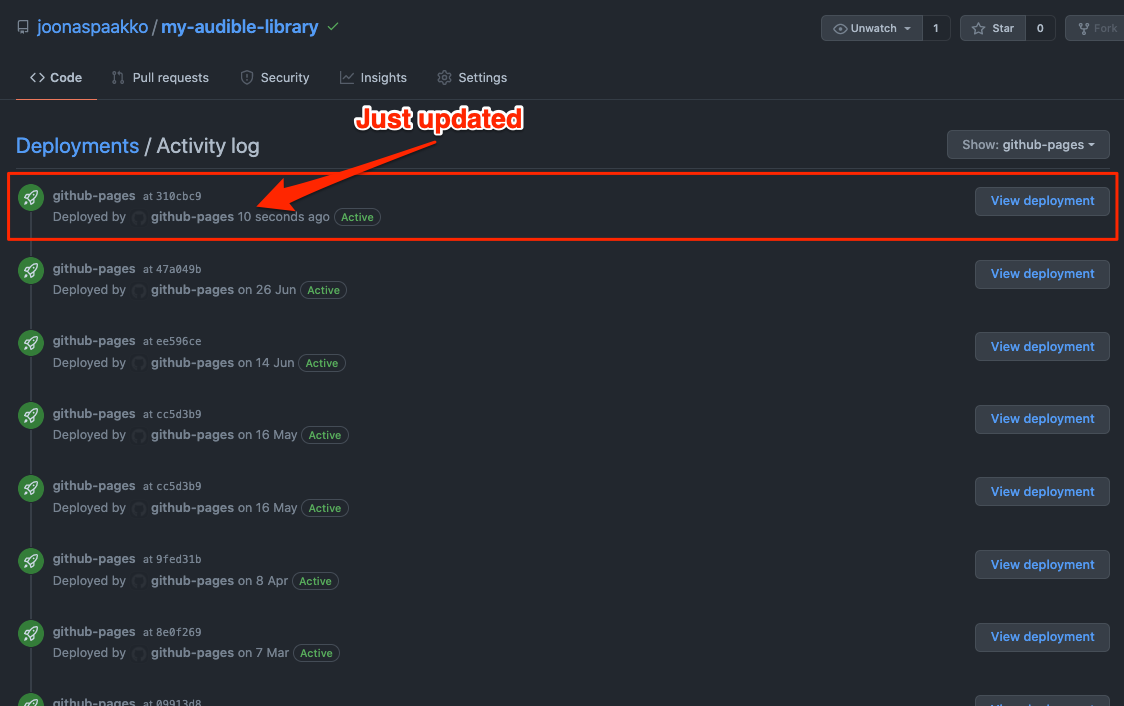 joonaspaakko / my-audible-library
Unwatch 1 Star 0 Fork
Code Pull requests Security Insights Settings
Just updated
Deployments / Activity log
Show: github-pages
github-pages at 310cbc9
Deployed by github-pages 10 seconds ago Active
View deployment
github-pages at 47a049b
Deployed by github-pages on 26 Jun Active
View deployment
github-pages at ee596ce
Deployed by github-pages on 14 Jun Active
View deployment
github-pages at cc5d3b9
Deployed by github-pages on 16 May Active
View deployment
github-pages at cc5d3b9
Deployed by github-pages on 16 May Active
View deployment
github-pages at 9fed31b
Deployed by github-pages on 8 Apr Active
View deployment
github-pages at 8e0f269
Deployed by github-pages on 7 Mar Active
View deployment
github-pages at 09913d8
View deployment